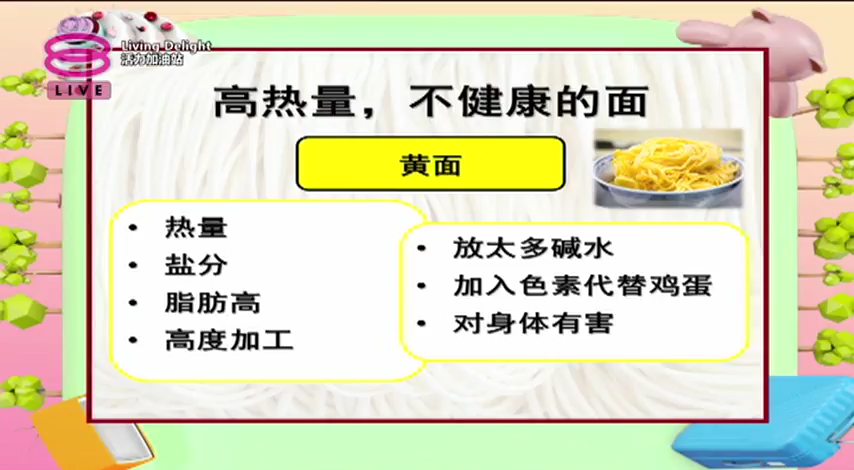 Living Delight
活力加油站
LIVE
高热量，不健康的面
黄面
• 热量
• 盐分
• 脂肪高
• 高度加工
• 放太多碱水
• 加入色素代替鸡蛋
• 对身体有害